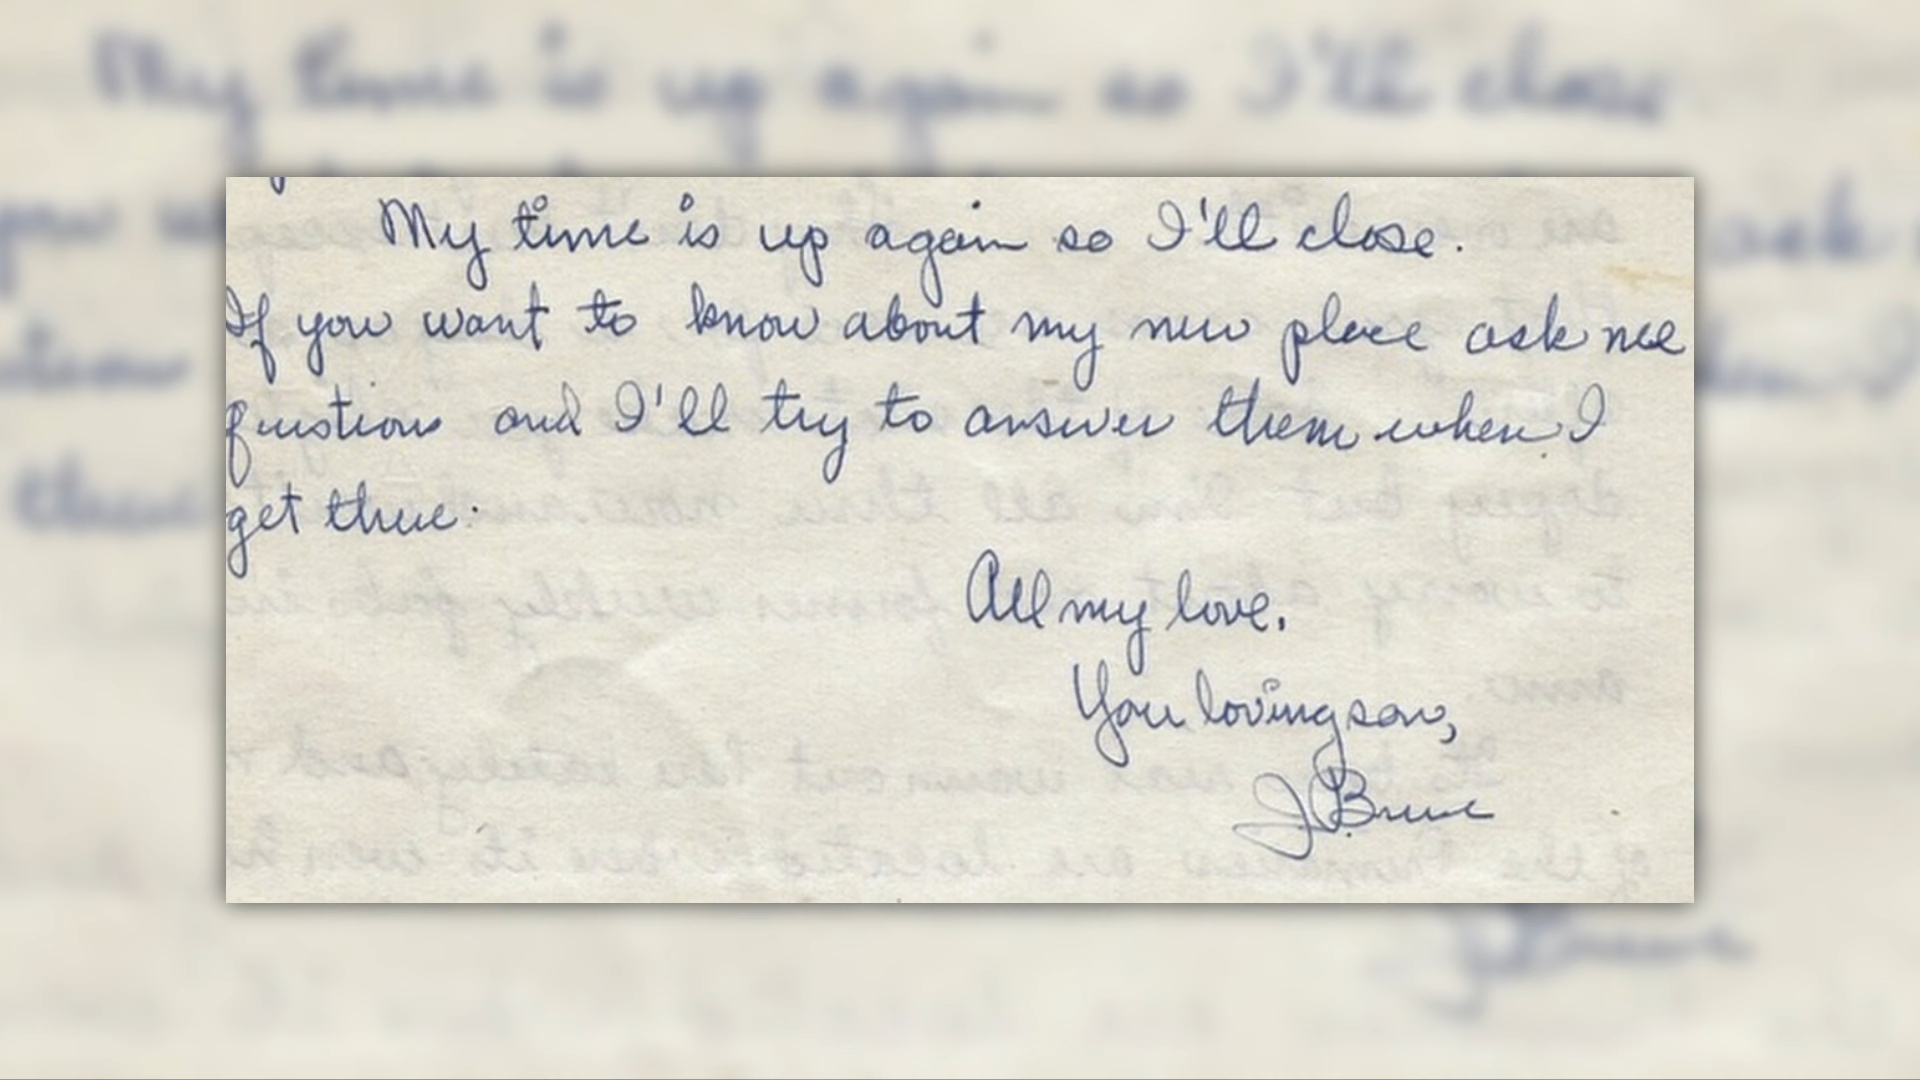 My time is up again so I'll close.
If you want to know about my new place ask me
questions and I'll try to answer them when I
get there.
All my love.
Your loving son,
J. Bruce